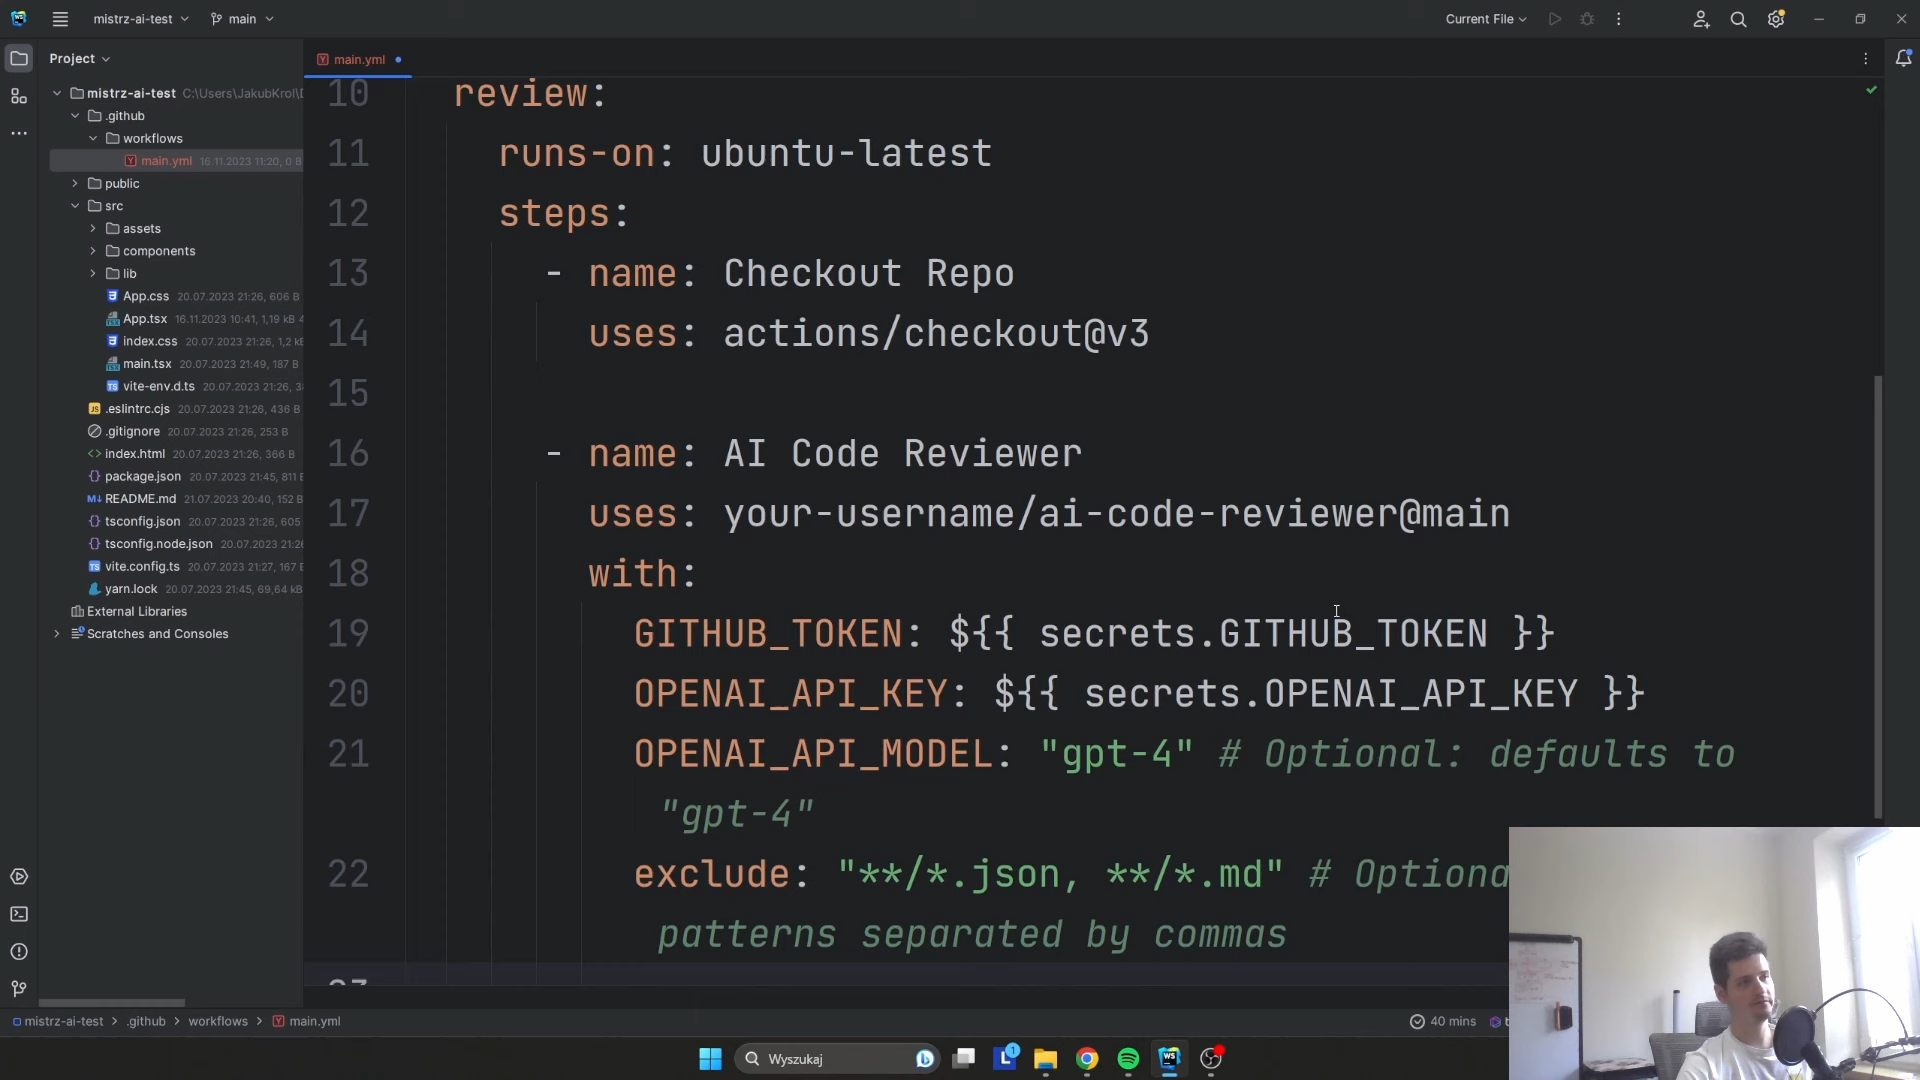 mistrz-ai-test
main
Current File
Project
main.yml
mistrz-ai-test C:\Users\JakubKrol\
.github
workflows
main.yml 16.11.2023 11:20, 0 B
public
src
assets
components
lib
App.css 20.07.2023 21:26, 606 B
App.tsx 16.11.2023 10:41, 1,19 kB
index.css 20.07.2023 21:26, 1,2
main.tsx 20.07.2023 21:49, 187 B
vite-env.d.ts 20.07.2023 21:26,
.eslintrc.cjs 20.07.2023 21:26, 436 B
.gitignore 20.07.2023 21:26, 253 B
index.html 20.07.2023 21:26, 366 B
package.json 20.07.2023 21:45, 811
README.md 21.07.2023 20:40, 152
tsconfig.json 20.07.2023 21:26, 605
tsconfig.node.json 20.07.2023
vite.config.ts 20.07.2023 21:27, 167
yarn.lock 20.07.2023 21:45, 69,64 kB
External Libraries
Scratches and Consoles
10 review:
11 runs-on: ubuntu-latest
12 steps:
13 - name: Checkout Repo
14 uses: actions/checkout@v3
15
16 - name: AI Code Reviewer
17 uses: your-username/ai-code-reviewer@main
18 with:
19 GITHUB_TOKEN: ${{ secrets.GITHUB_TOKEN }}
20 OPENAI_API_KEY: ${{ secrets.OPENAI_API_KEY }}
21 OPENAI_API_MODEL: "gpt-4" # Optional: defaults to
"gpt-4"
22 exclude: "**/*.json, **/*.md" # Optiona
patterns separated by commas
mistrz-ai-test > .github > workflows > main.yml
40 mins
Wyszukaj